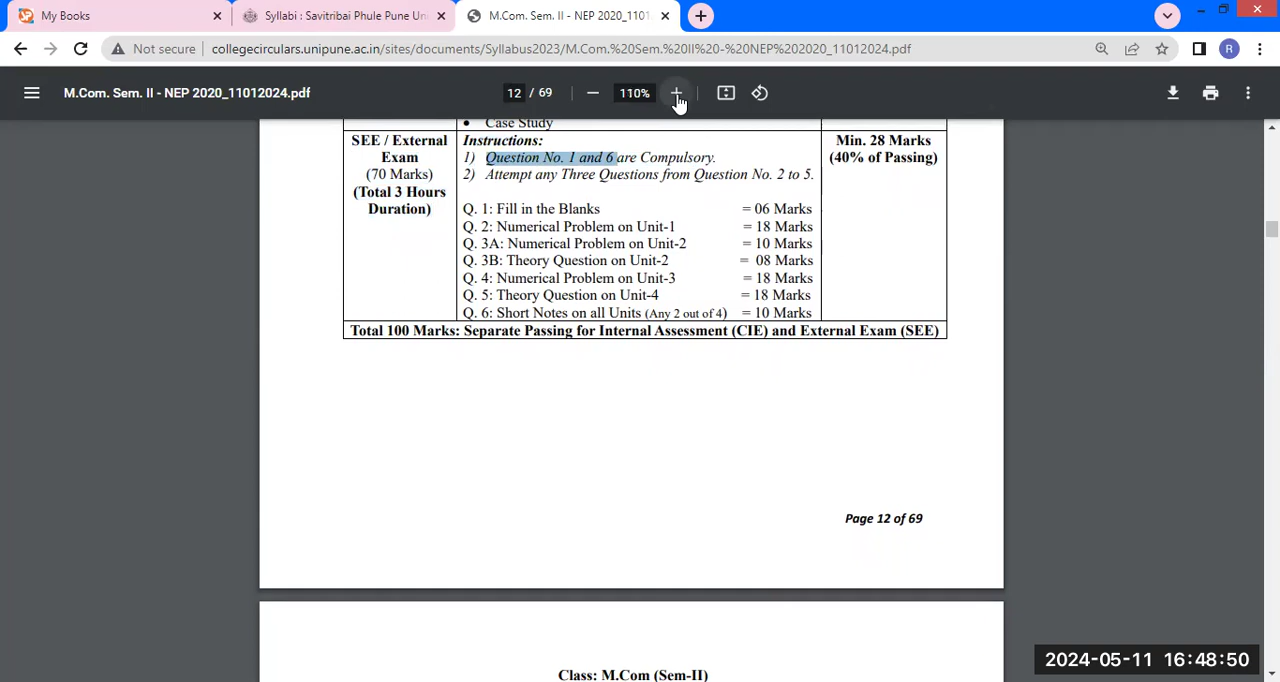 My Books
Syllabi : Savitribai Phule Pune Un
M.Com. Sem. II - NEP 2020_1101
Not secure
collegecirculars.unipune.ac.in/sites/documents/Syllabus2023/M.Com.%20Sem.%20II%20-%20NEP%202020_11012024.pdf
R
M.Com. Sem. II - NEP 2020_11012024.pdf
12 / 69
110%
Case Study
SEE / External Exam (70 Marks) (Total 3 Hours Duration)
Instructions:
1) Question No. 1 and 6 are Compulsory.
2) Attempt any Three Questions from Question No. 2 to 5.
Q. 1: Fill in the Blanks = 06 Marks
Q. 2: Numerical Problem on Unit-1 = 18 Marks
Q. 3A: Numerical Problem on Unit-2 = 10 Marks
Q. 3B: Theory Question on Unit-2 = 08 Marks
Q. 4: Numerical Problem on Unit-3 = 18 Marks
Q. 5: Theory Question on Unit-4 = 18 Marks
Q. 6: Short Notes on all Units (Any 2 out of 4) = 10 Marks
Min. 28 Marks
(40% of Passing)
Total 100 Marks: Separate Passing for Internal Assessment (CIE) and External Exam (SEE)
Page 12 of 69
Class: M.Com (Sem-II)
2024-05-11 16:48:50